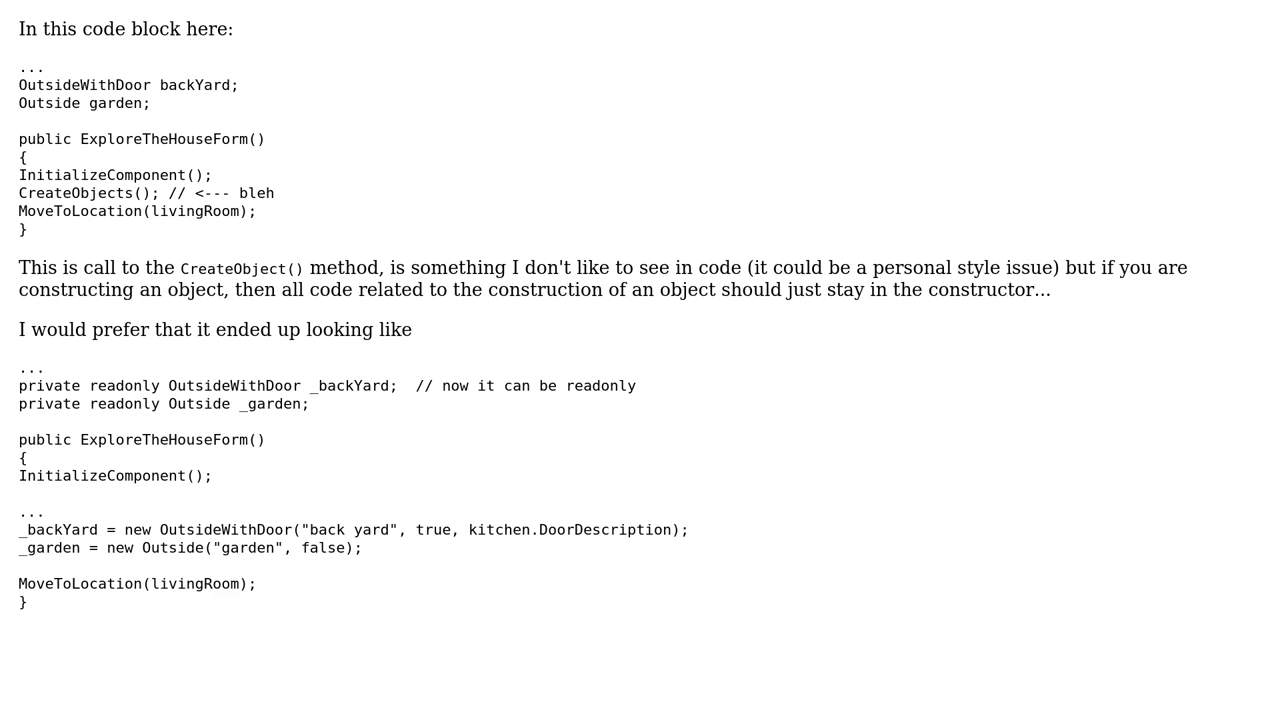 In this code block here:
...
OutsideWithDoor backYard;
Outside garden;
public ExploreTheHouseForm()
{
InitializeComponent();
CreateObjects(); // <--- bleh
MoveToLocation(livingRoom);
}
This is call to the CreateObject() method, is something I don't like to see in code (it could be a personal style issue) but if you are
constructing an object, then all code related to the construction of an object should just stay in the constructor...
I would prefer that it ended up looking like
...
private readonly OutsideWithDoor _backYard;  // now it can be readonly
private readonly Outside _garden;
public ExploreTheHouseForm()
{
InitializeComponent();
...
_backYard = new OutsideWithDoor("back yard", true, kitchen.DoorDescription);
_garden = new Outside("garden", false);
MoveToLocation(livingRoom);
}